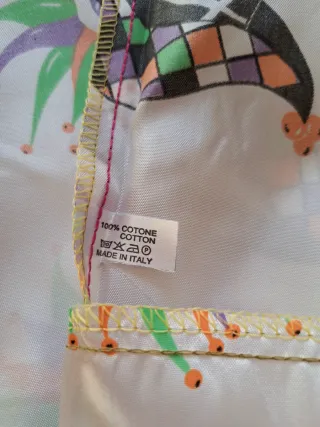 100% COTONE
COTTON
P
MADE IN ITALY